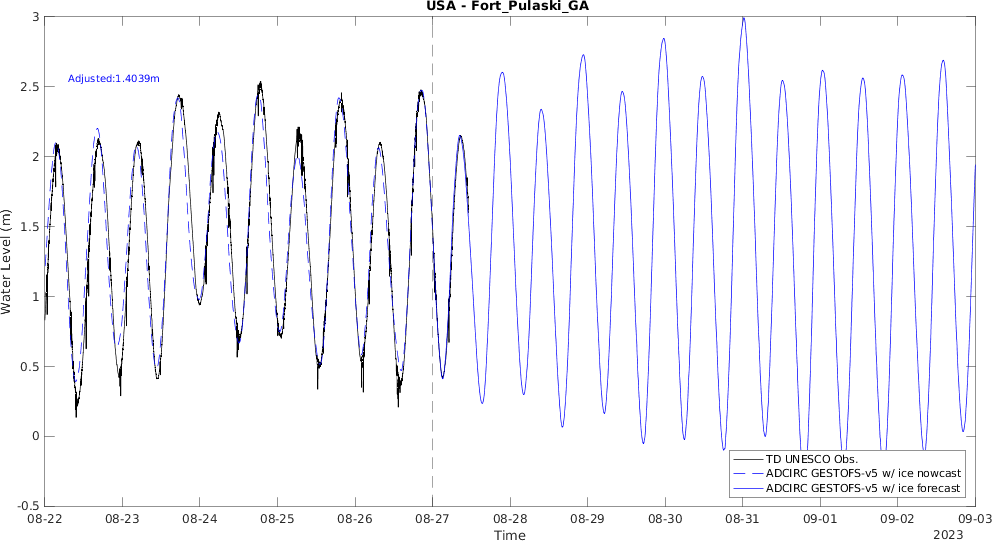 USA - Fort_Pulaski_GA
3
2.5
2
1.5
1
0.5
0
-0.5
Water Level (m)
Adjusted:1.4039m
TD UNESCO Obs.
ADCIRC GESTOFS-v5 w/ ice nowcast
ADCIRC GESTOFS-v5 w/ ice forecast
08-22 08-23 08-24 08-25 08-26 08-27 08-28 08-29 08-30 08-31 09-01 09-02 09-03
Time
2023